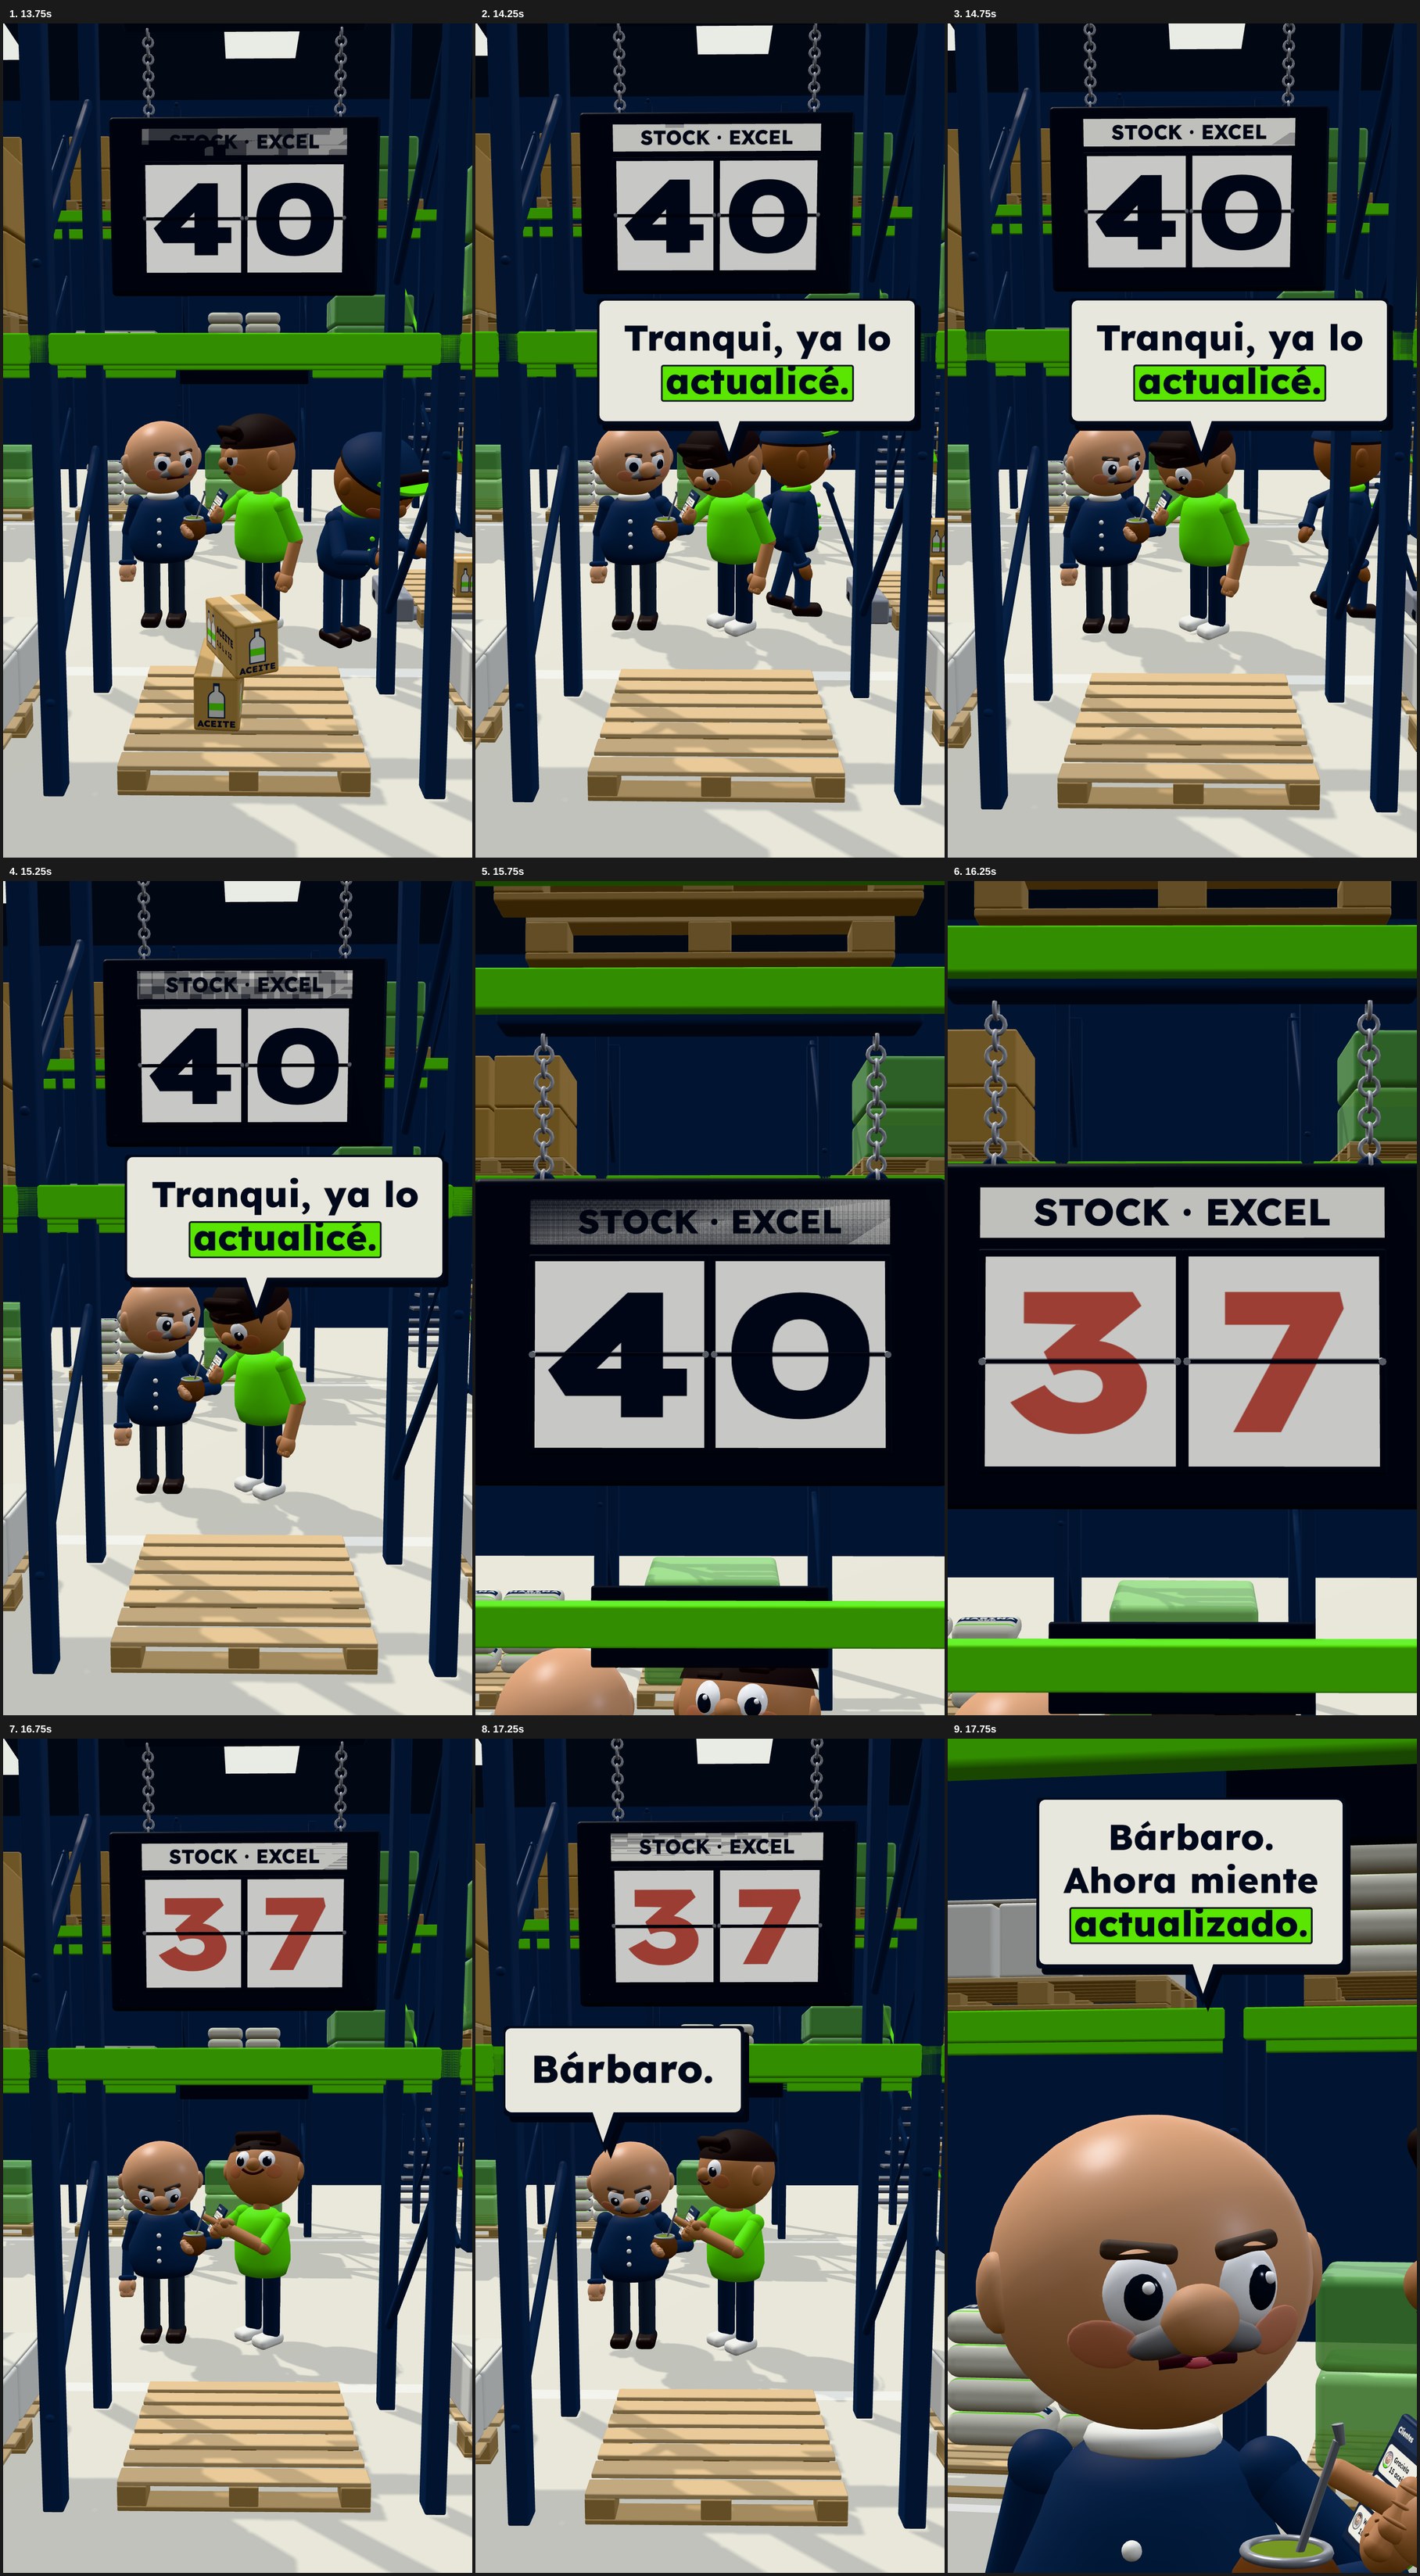 1. 13.75s
STOCK · EXCEL
40
ACEITE
ACEITE
ACEITE
2. 14.25s
STOCK · EXCEL
40
Tranqui, ya lo
actualicé.
3. 14.75s
STOCK · EXCEL
40
Tranqui, ya lo
actualicé.
4. 15.25s
STOCK · EXCEL
40
Tranqui, ya lo
actualicé.
5. 15.75s
STOCK · EXCEL
40
6. 16.25s
STOCK · EXCEL
37
7. 16.75s
STOCK · EXCEL
37
8. 17.25s
STOCK · EXCEL
37
Bárbaro.
9. 17.75s
Bárbaro.
Ahora miente
actualizado.
Clientes